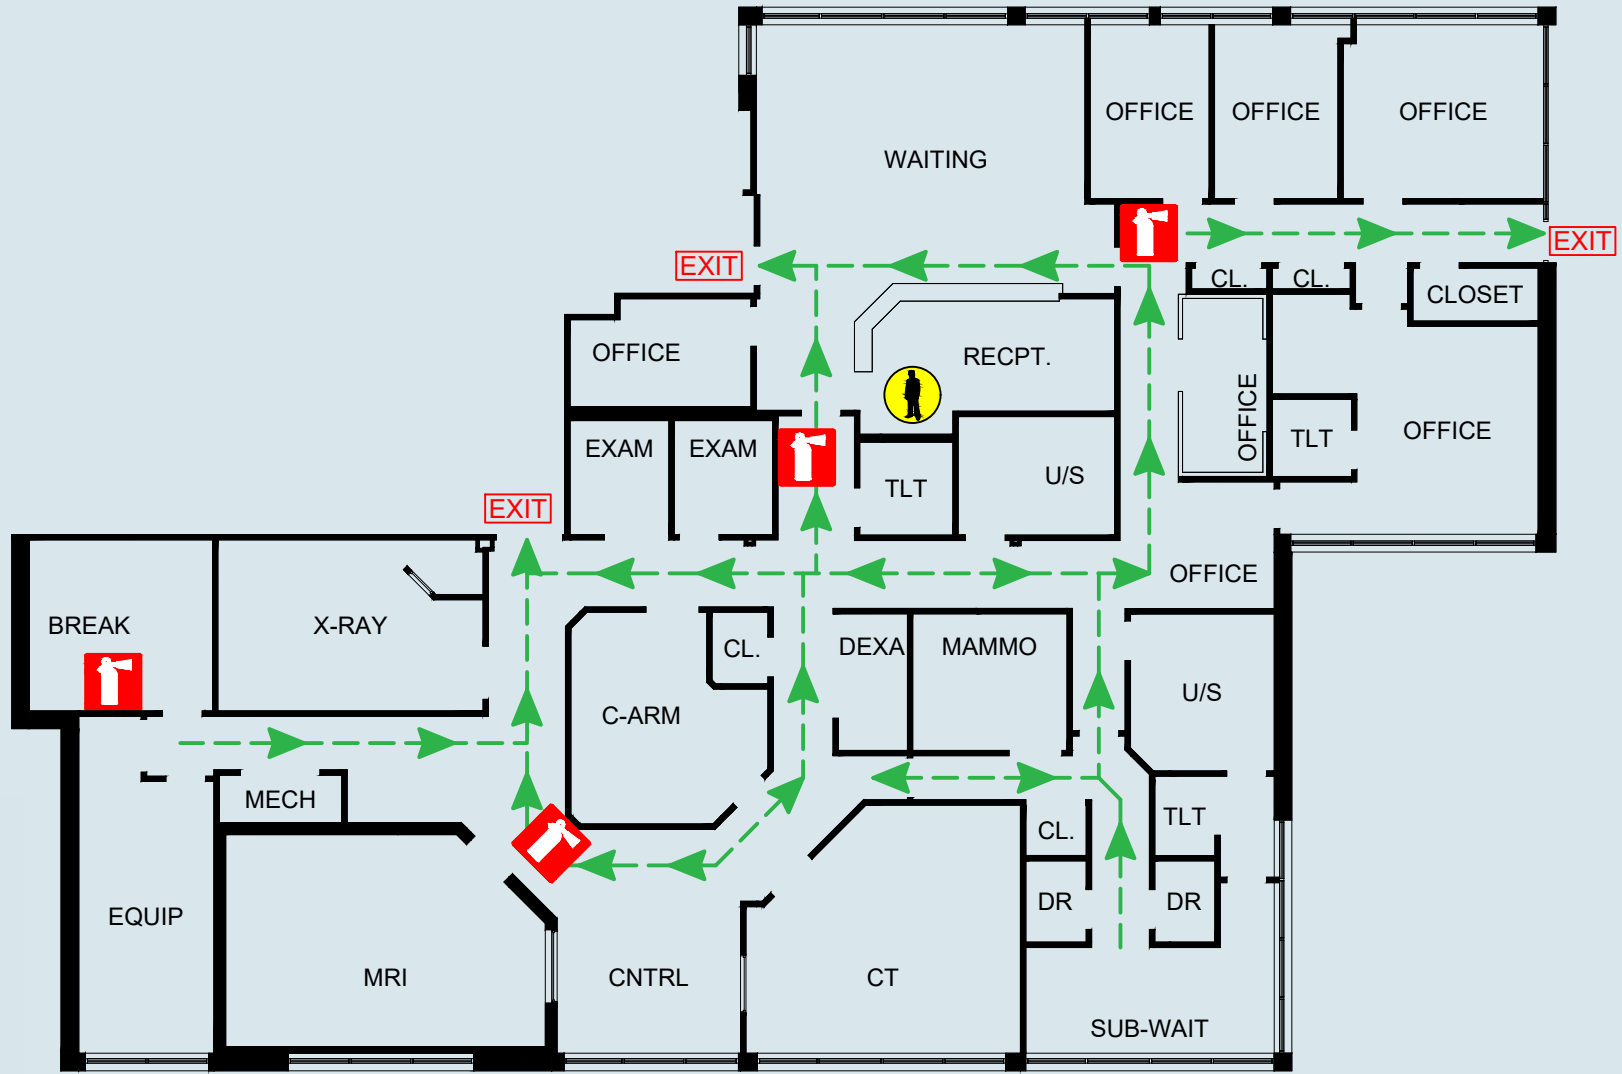 OFFICE
OFFICE
OFFICE
WAITING
EXIT
EXIT
CL.
CL.
CLOSET
OFFICE
RECPT.
OFFICE
TLT
OFFICE
EXAM
EXAM
TLT
U/S
EXIT
OFFICE
BREAK
X-RAY
CL.
DEXA
MAMMO
C-ARM
U/S
MECH
CL.
TLT
EQUIP
DR
DR
MRI
CNTRL
CT
SUB-WAIT